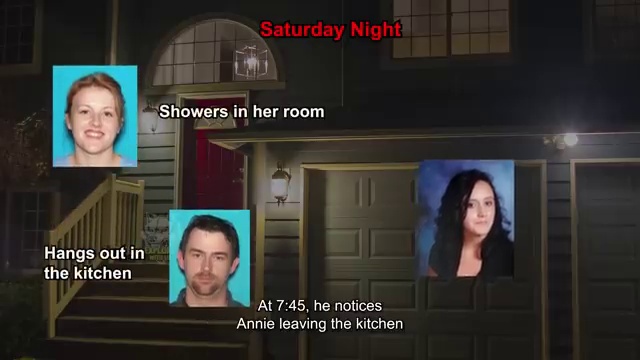 Saturday Night
Showers in her room
Hangs out in
the kitchen
At 7:45, he notices
Annie leaving the kitchen